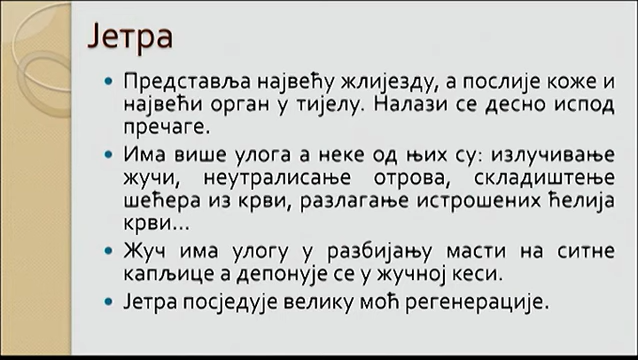 Јетра
• Представља највећу жлијезду, а послије коже и
највећи орган у тијелу. Налази се десно испод
пречаге.
• Има више улога а неке од њих су: излучивање
жучи, неутралисање отрова, складиштење
шећера из крви, разлагање истрошених ћелија
крви...
• Жуч има улогу у разбијању масти на ситне
капљице а депонује се у жучној кеси.
• Јетра посједује велику моћ регенерације.